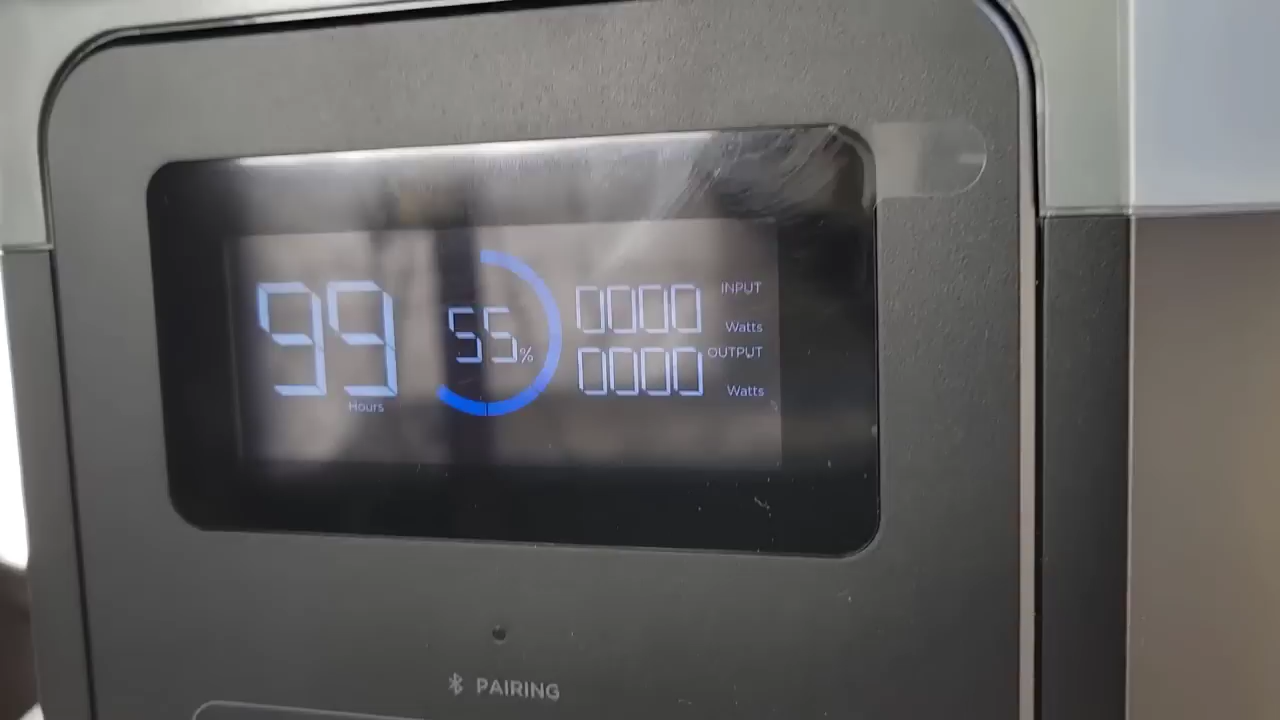 99
Hours
55%
0000 INPUT
Watts
0000 OUTPUT
Watts
PAIRING